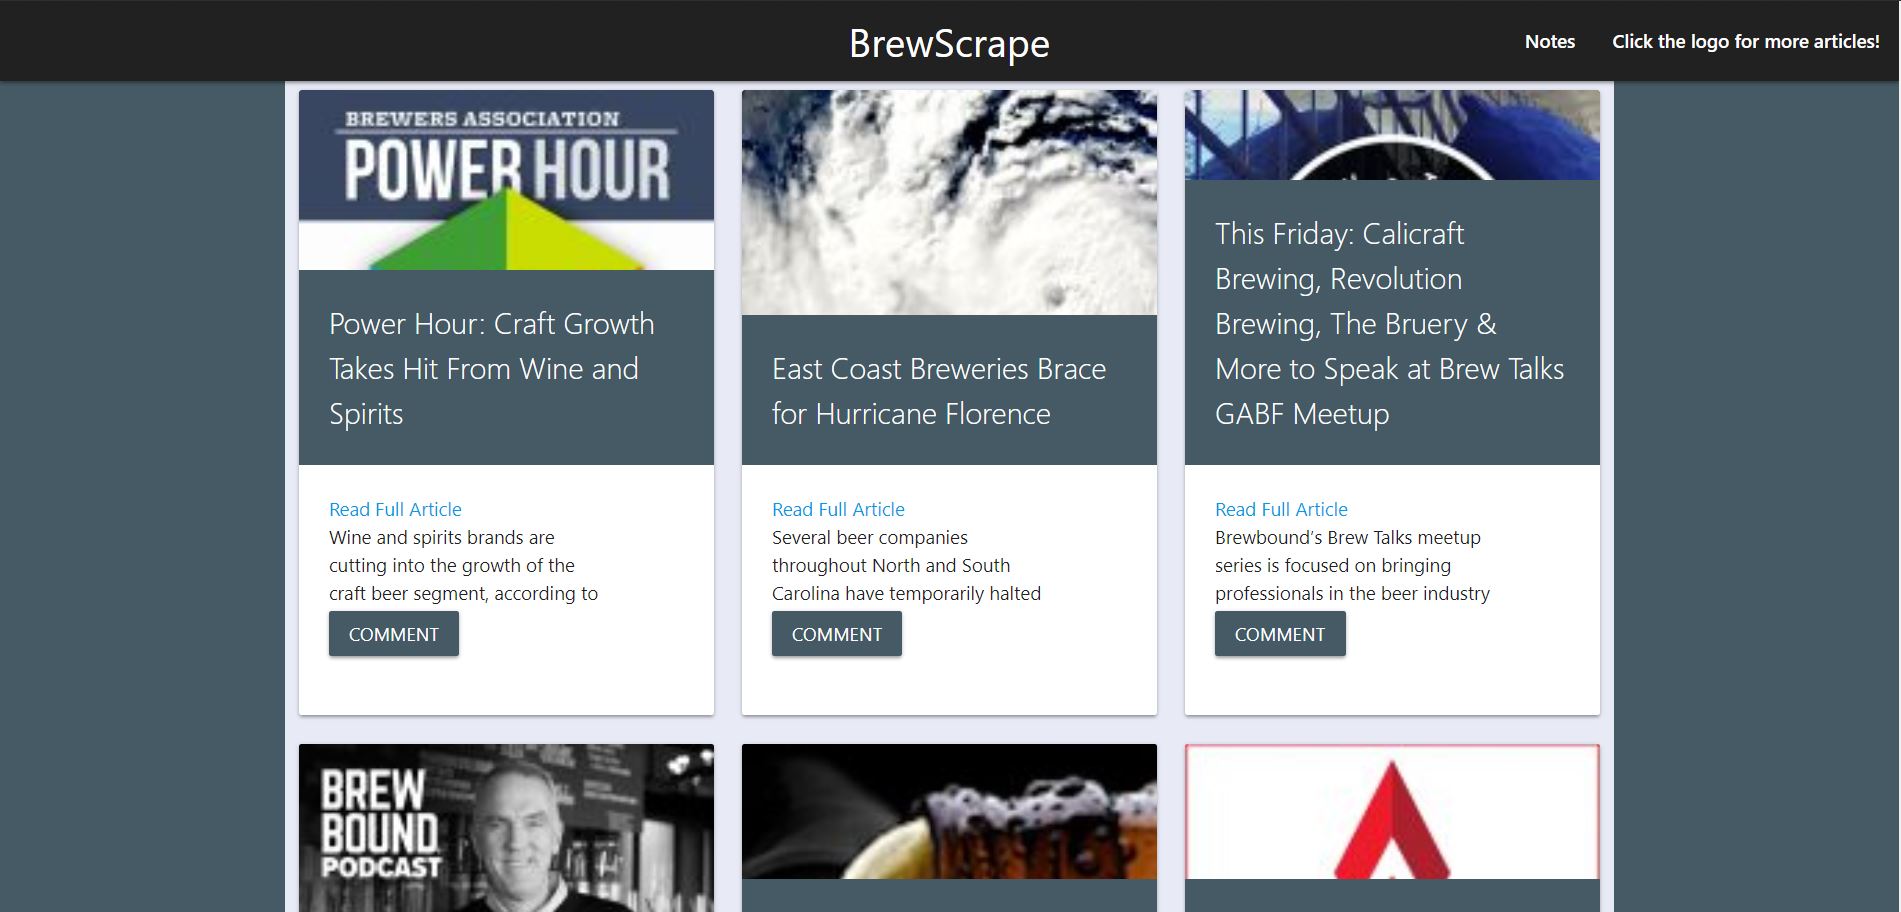 BrewScrape
Notes
Click the logo for more articles!
BREWERS ASSOCIATION
POWER HOUR
Power Hour: Craft Growth
Takes Hit From Wine and
Spirits
Read Full Article
Wine and spirits brands are
cutting into the growth of the
craft beer segment, according to
COMMENT
East Coast Breweries Brace
for Hurricane Florence
Read Full Article
Several beer companies
throughout North and South
Carolina have temporarily halted
COMMENT
This Friday: Calicraft
Brewing, Revolution
Brewing, The Bruery &
More to Speak at Brew Talks
GABF Meetup
Read Full Article
Brewbound’s Brew Talks meetup
series is focused on bringing
professionals in the beer industry
COMMENT
BREW
BOUND
PODCAST